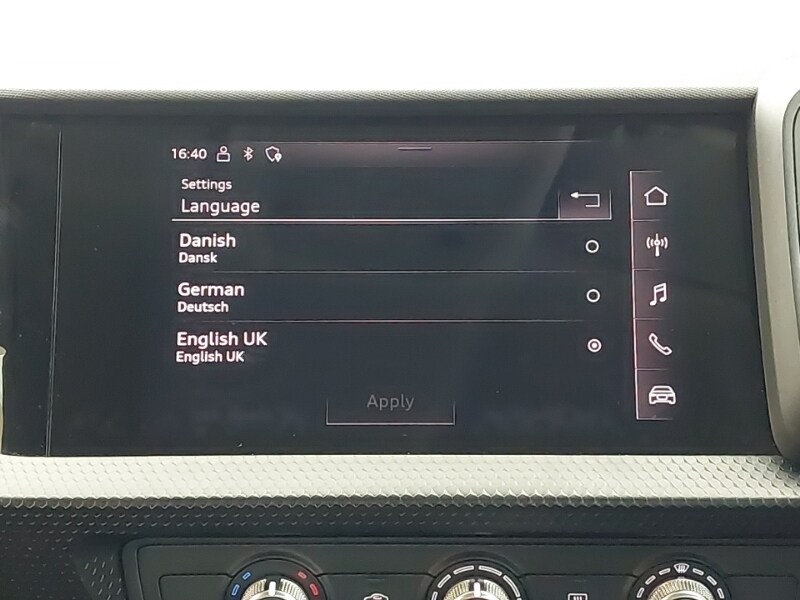 16:40
Settings
Language
Danish
Dansk
German
Deutsch
English UK
English UK
Apply